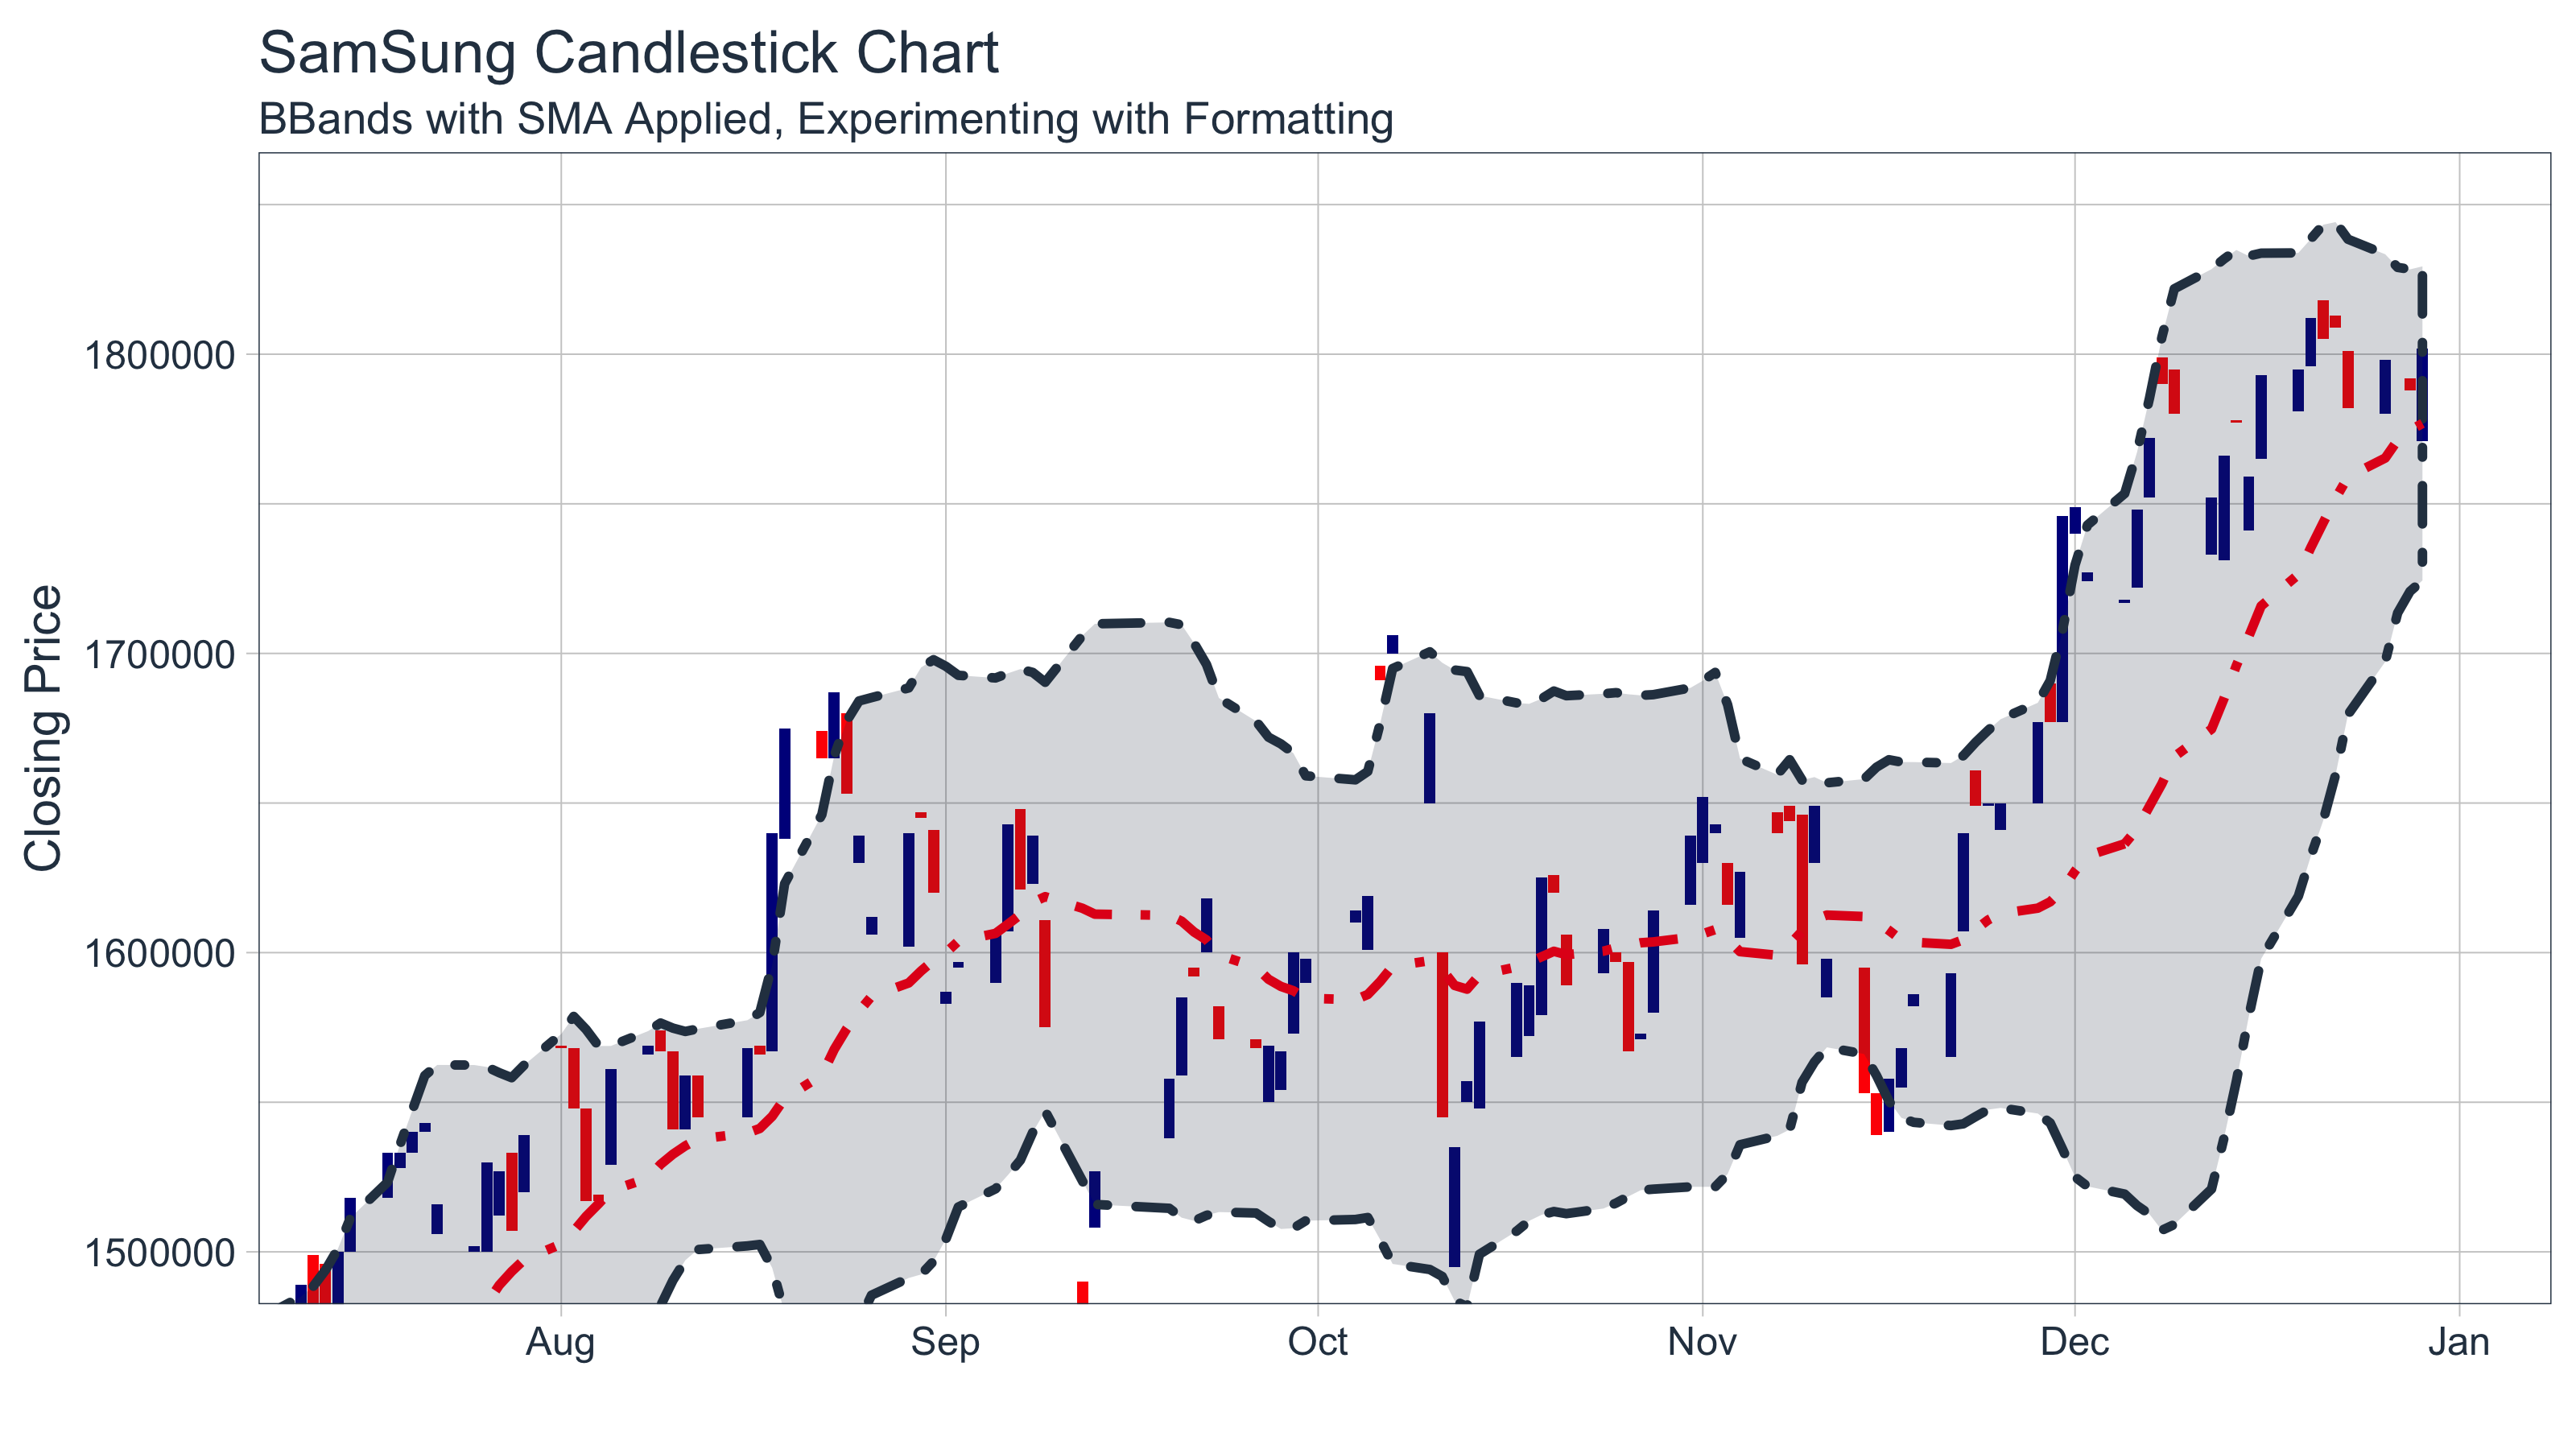 SamSung Candlestick Chart
BBands with SMA Applied, Experimenting with Formatting
Closing Price
1800000
1700000
1600000
1500000
Aug Sep Oct Nov Dec Jan